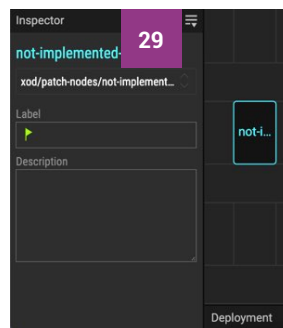 Inspector
29
not-implemented-
xod/patch-nodes/not-implement...
Label
not-i...
Description
Deployment